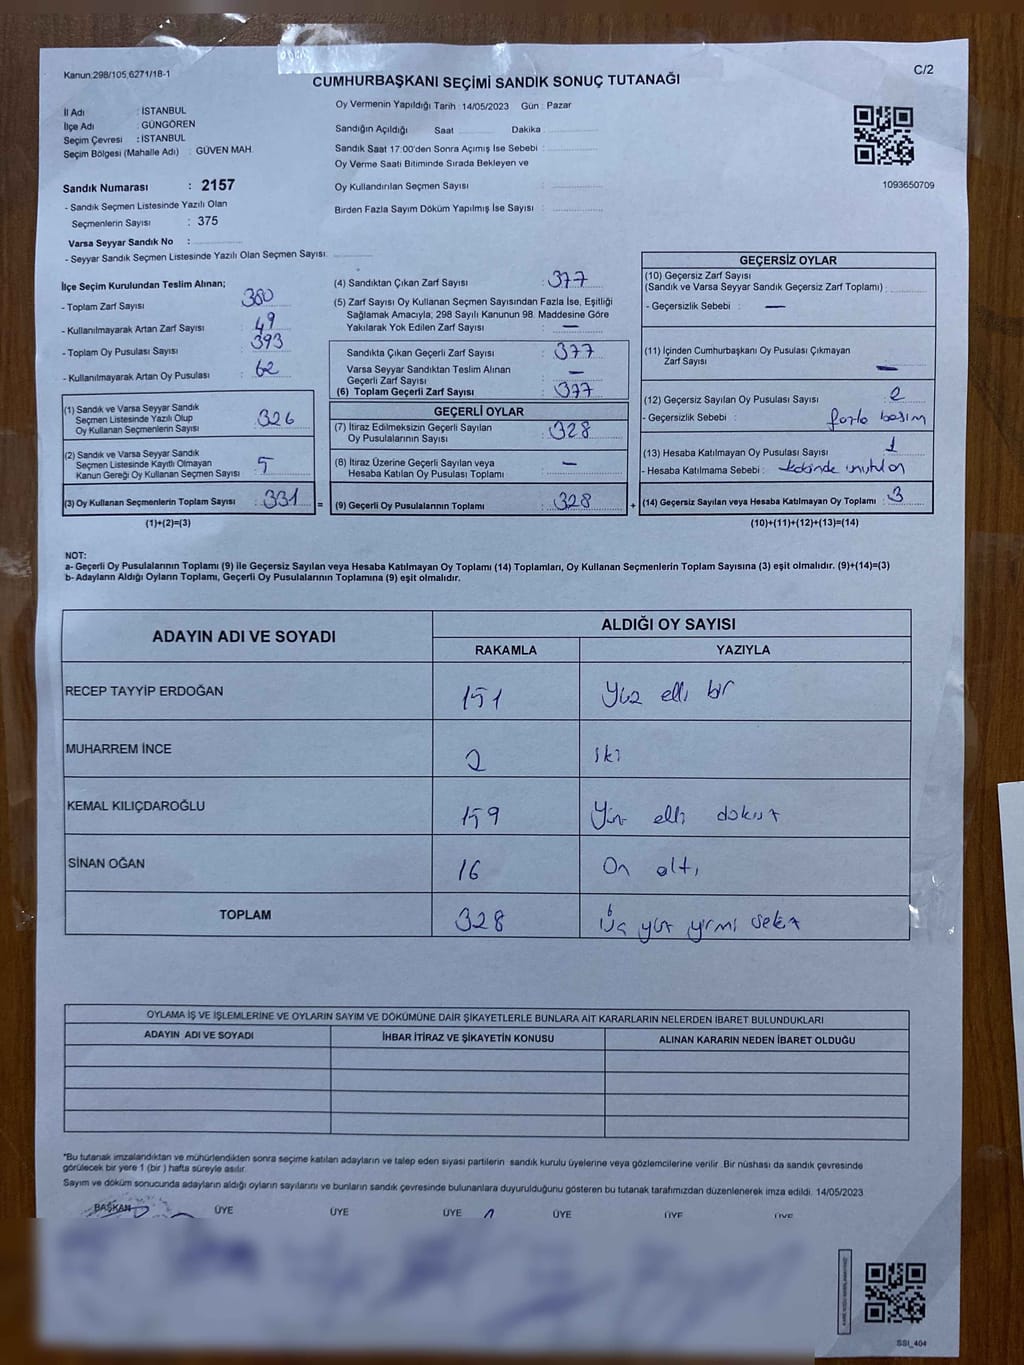 Kanun:298/105,6271/18-1
C/2
CUMHURBAŞKANI SEÇİMİ SANDIK SONUÇ TUTANAĞI
İl Adı : İSTANBUL
İlçe Adı : GÜNGÖREN
Seçim Çevresi : İSTANBUL
Seçim Bölgesi (Mahalle Adı) : GÜVEN MAH.
Sandık Numarası : 2157
- Sandık Seçmen Listesinde Yazılı Olan
Seçmenlerin Sayısı : 375
Varsa Seyyar Sandık No :
- Seyyar Sandık Seçmen Listesinde Yazılı Olan Seçmen Sayısı:
Oy Vermenin Yapıldığı Tarih : 14/05/2023 Gün : Pazar
Sandığın Açıldığı Saat Dakika
Sandık Saat 17:00'den Sonra Açımış İse Sebebi :
Oy Verme Saati Bitiminde Sırada Bekleyen ve
Oy Kullandırılan Seçmen Sayısı :
Birden Fazla Sayım Döküm Yapılmış İse Sayısı :
1093650709
İlçe Seçim Kurulundan Teslim Alınan;
- Toplam Zarf Sayısı : 380
- Kullanılmayarak Artan Zarf Sayısı : 49
- Toplam Oy Pusulası Sayısı : 393
- Kullanılmayarak Artan Oy Pusulası : 62
(1) Sandık ve Varsa Seyyar Sandık
Seçmen Listesinde Yazılı Olup
Oy Kullanan Seçmenlerin Sayısı : 326
(2) Sandık ve Varsa Seyyar Sandık
Seçmen Listesinde Kayıtlı Olmayan
Kanun Gereği Oy Kullanan Seçmen Sayısı : 5
(3) Oy Kullanan Seçmenlerin Toplam Sayısı : 331 =
(1)+(2)=(3)
(4) Sandıktan Çıkan Zarf Sayısı : 377
(5) Zarf Sayısı Oy Kullanan Seçmen Sayısından Fazla İse, Eşitliği
Sağlamak Amacıyla, 298 Sayılı Kanunun 98. Maddesine Göre
Yakılarak Yok Edilen Zarf Sayısı : —
Sandıkta Çıkan Geçerli Zarf Sayısı : 377
Varsa Seyyar Sandıktan Teslim Alınan
Geçerli Zarf Sayısı : —
(6) Toplam Geçerli Zarf Sayısı : 377
GEÇERLİ OYLAR
(7) İtiraz Edilmeksizin Geçerli Sayılan
Oy Pusulalarının Sayısı : 328
(8) İtiraz Üzerine Geçerli Sayılan veya
Hesaba Katılan Oy Pusulası Toplamı : —
(9) Geçerli Oy Pusulalarının Toplamı : 328 +
GEÇERSİZ OYLAR
(10) Geçersiz Zarf Sayısı
(Sandık ve Varsa Seyyar Sandık Geçersiz Zarf Toplamı) :
- Geçersizlik Sebebi : —
(11) İçinden Cumhurbaşkanı Oy Pusulası Çıkmayan
Zarf Sayısı : —
(12) Geçersiz Sayılan Oy Pusulası Sayısı : 2
- Geçersizlik Sebebi : fazla basım
(13) Hesaba Katılmayan Oy Pusulası Sayısı : 1
- Hesaba Katılmama Sebebi : unutulan
(14) Geçersiz Sayılan veya Hesaba Katılmayan Oy Toplamı : 3
(10)+(11)+(12)+(13)=(14)
NOT:
a- Geçerli Oy Pusulalarının Toplamı (9) ile Geçersiz Sayılan veya Hesaba Katılmayan Oy Toplamı (14) Toplamları, Oy Kullanan Seçmenlerin Toplam Sayısına (3) eşit olmalıdır. (9)+(14)=(3)
b- Adayların Aldığı Oyların Toplamı, Geçerli Oy Pusulalarının Toplamına (9) eşit olmalıdır.
ADAYIN ADI VE SOYADI
ALDIĞI OY SAYISI
RAKAMLA YAZIYLA
RECEP TAYYİP ERDOĞAN 151 Yüz elli bir
MUHARREM İNCE 2 iki
KEMAL KILIÇDAROĞLU 159 Yüz elli dokuz
SİNAN OĞAN 16 On altı
TOPLAM 328 Üç yüz yirmi sekiz
OYLAMA İŞ VE İŞLEMLERİNE VE OYLARIN SAYIM VE DÖKÜMÜNE DAİR ŞİKAYETLERLE BUNLARA AİT KARARLARIN NELERDEN İBARET BULUNDUKLARI
ADAYIN ADI VE SOYADI İHBAR İTİRAZ VE ŞİKAYETİN KONUSU ALINAN KARARIN NEDEN İBARET OLDUĞU
"Bu tutanak imzalandıktan ve mühürlendikten sonra seçime katılan adayların ve talep eden siyasi partilerin sandık kurulu üyelerine veya gözlemcilerine verilir. Bir nüshası da sandık çevresinde
görülecek bir yere 1 (bir ) hafta süreyle asılır.
Sayım ve döküm sonucunda adayların aldığı oyların sayılarını ve bunların sandık çevresinde bulunanlara duyurulduğunu gösteren bu tutanak tarafımızdan düzenlenerek imza edildi. 14/05/2023
BAŞKAN ÜYE ÜYE ÜYE ÜYE ÜYE ÜYE
SSI_404